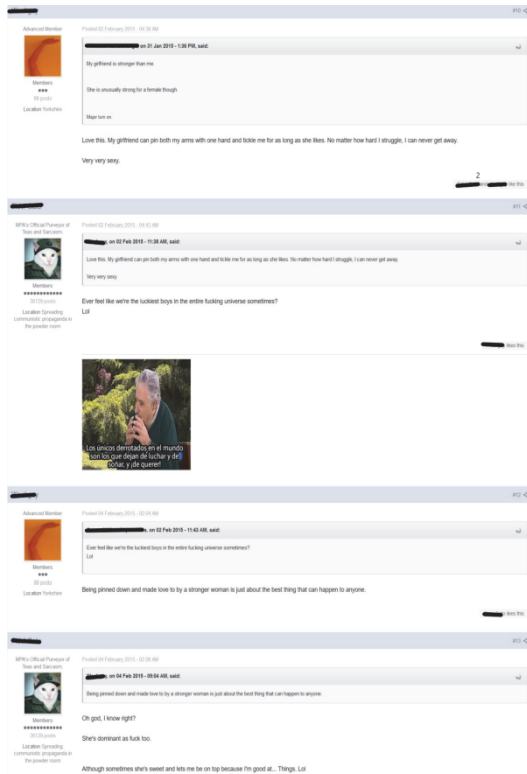 #10
Advanced Member
Posted 02 February, 2015 - 04:38 AM
on 31 Jan 2015 - 1:39 PM, said:
My girlfriend is stronger than me.
She is unusually strong for a female though.
Major turn on.
Members
88 posts
Location Yorkshire
Love this. My girlfriend can pin both my arms with one hand and tickle me for as long as she likes. No matter how hard I struggle, I can never get away.
Very very sexy.
2
like this
#11
MPR's Official Purveyor of
Teas and Sarcasm.
Posted 02 February, 2015 - 04:43 AM
, on 02 Feb 2015 - 11:38 AM, said:
Love this. My girlfriend can pin both my arms with one hand and tickle me for as long as she likes. No matter how hard I struggle, I can never get away.
Very very sexy.
Members
Location Spreading
communistic propaganda in
the powder room
Ever feel like we're the luckiest boys in the entire fucking universe sometimes?
Lol
likes this
Los únicos derrotados en el mundo
son los que dejan de luchar y de
soñar, y ¡de querer!
#12
Advanced Member
Posted 04 February, 2015 - 02:04 AM
, on 02 Feb 2015 - 11:43 AM, said:
Ever feel like we're the luckiest boys in the entire fucking universe sometimes?
Lol
Members
88 posts
Location Yorkshire
Being pinned down and made love to by a stronger woman is just about the best thing that can happen to anyone.
likes this
#13
MPR's Official Purveyor of
Teas and Sarcasm.
Posted 04 February, 2015 - 02:06 AM
, on 04 Feb 2015 - 09:04 AM, said:
Being pinned down and made love to by a stronger woman is just about the best thing that can happen to anyone.
Members
Location Spreading
communistic propaganda in
the powder room
Oh god, I know right?
She's dominant as fuck too.
Although sometimes she's sweet and lets me be on top because I'm good at... Things. Lol